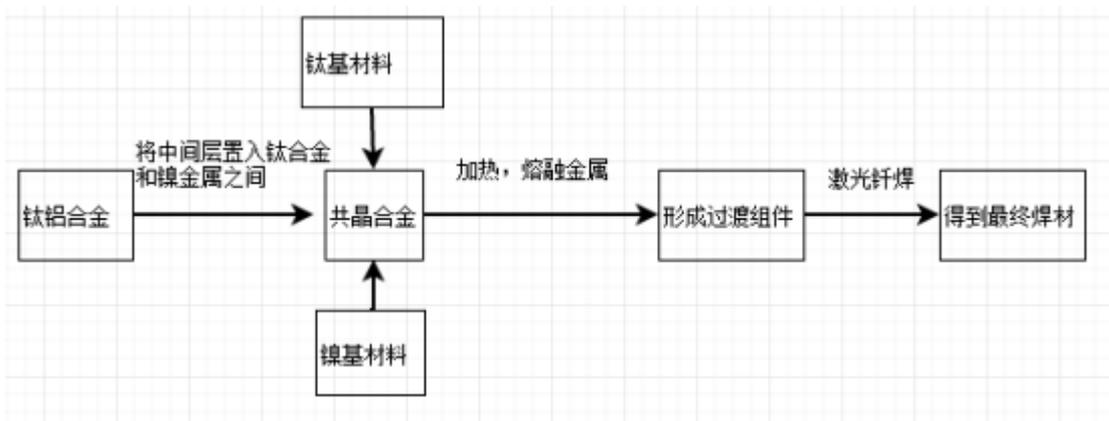 钛基材料
将中间层置入钛合金
和镍金属之间
加热，熔融金属
激光钎焊
钛铝合金
共晶合金
形成过渡组件
得到最终焊材
镍基材料